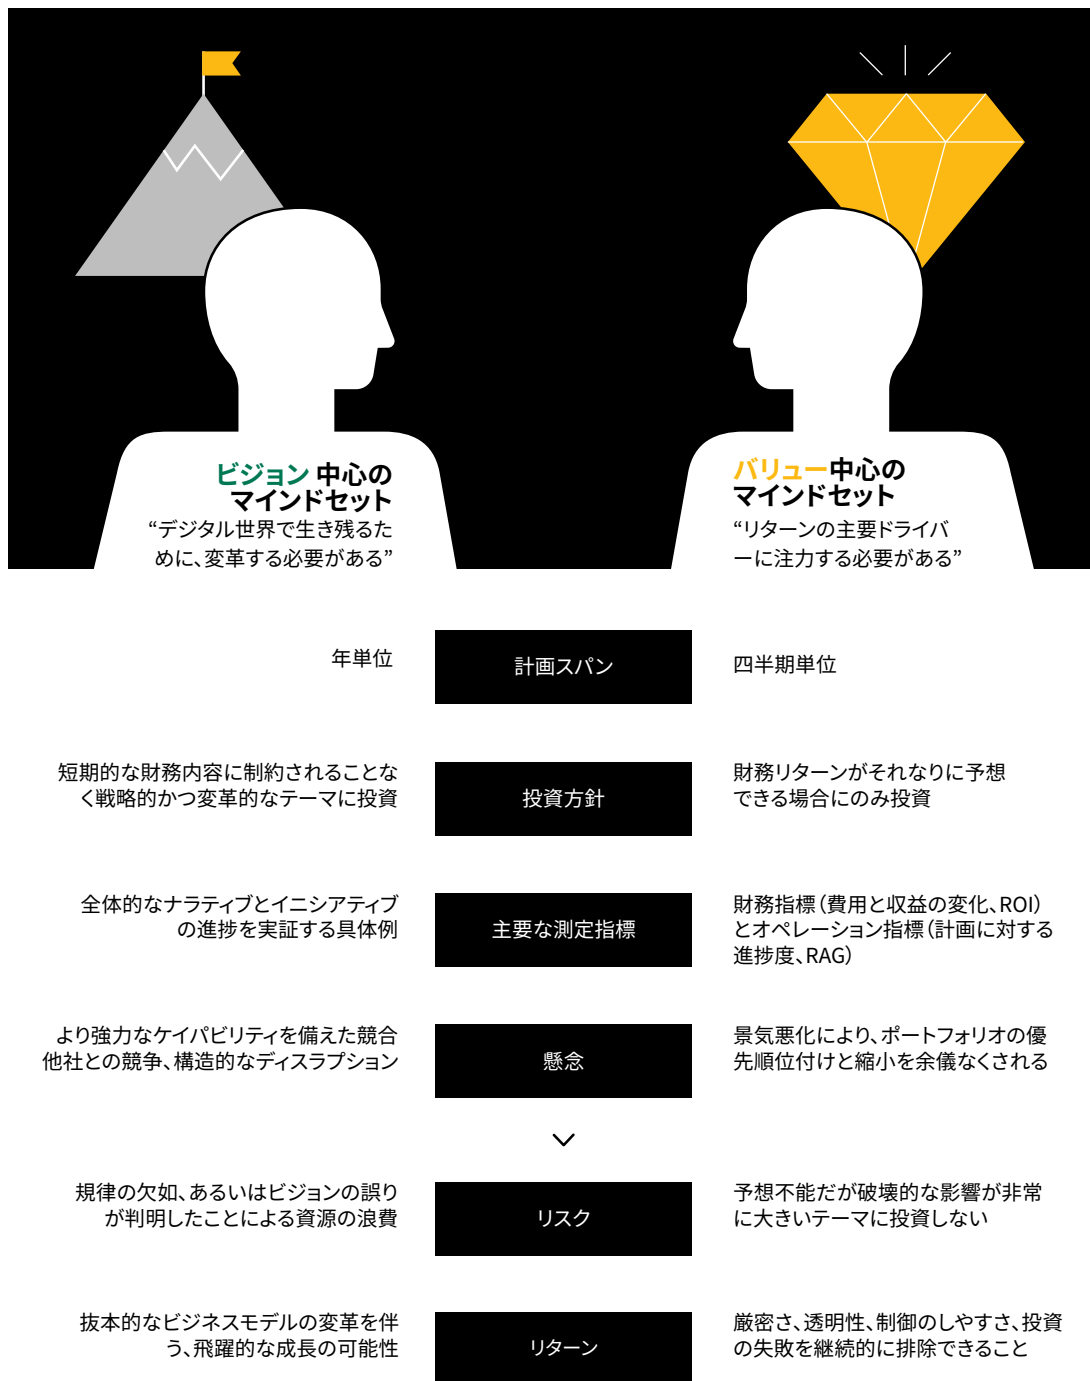 ビジョン 中心の
マインドセット
“デジタル世界で生き残るた
めに、変革する必要がある”
バリュー中心の
マインドセット
“リターンの主要ドライバ
ーに注力する必要がある”
年単位
計画スパン
四半期単位
短期的な財務内容に制約されることな
く戦略的かつ変革的なテーマに投資
投資方針
財務リターンがそれなりに予想
できる場合にのみ投資
全体的なナラティブとイニシアティブ
の進捗を実証する具体例
主要な測定指標
財務指標（費用と収益の変化、ROI）
とオペレーション指標（計画に対する
進捗度、RAG）
より強力なケイパビリティを備えた競合
他社との競争、構造的なディスラプション
懸念
景気悪化により、ポートフォリオの優
先順位付けと縮小を余儀なくされる
規律の欠如、あるいはビジョンの誤り
が判明したことによる資源の浪費
リスク
予想不能だが破壊的な影響が非常
に大きいテーマに投資しない
抜本的なビジネスモデルの変革を伴
う、飛躍的な成長の可能性
リターン
厳密さ、透明性、制御のしやすさ、投資
の失敗を継続的に排除できること